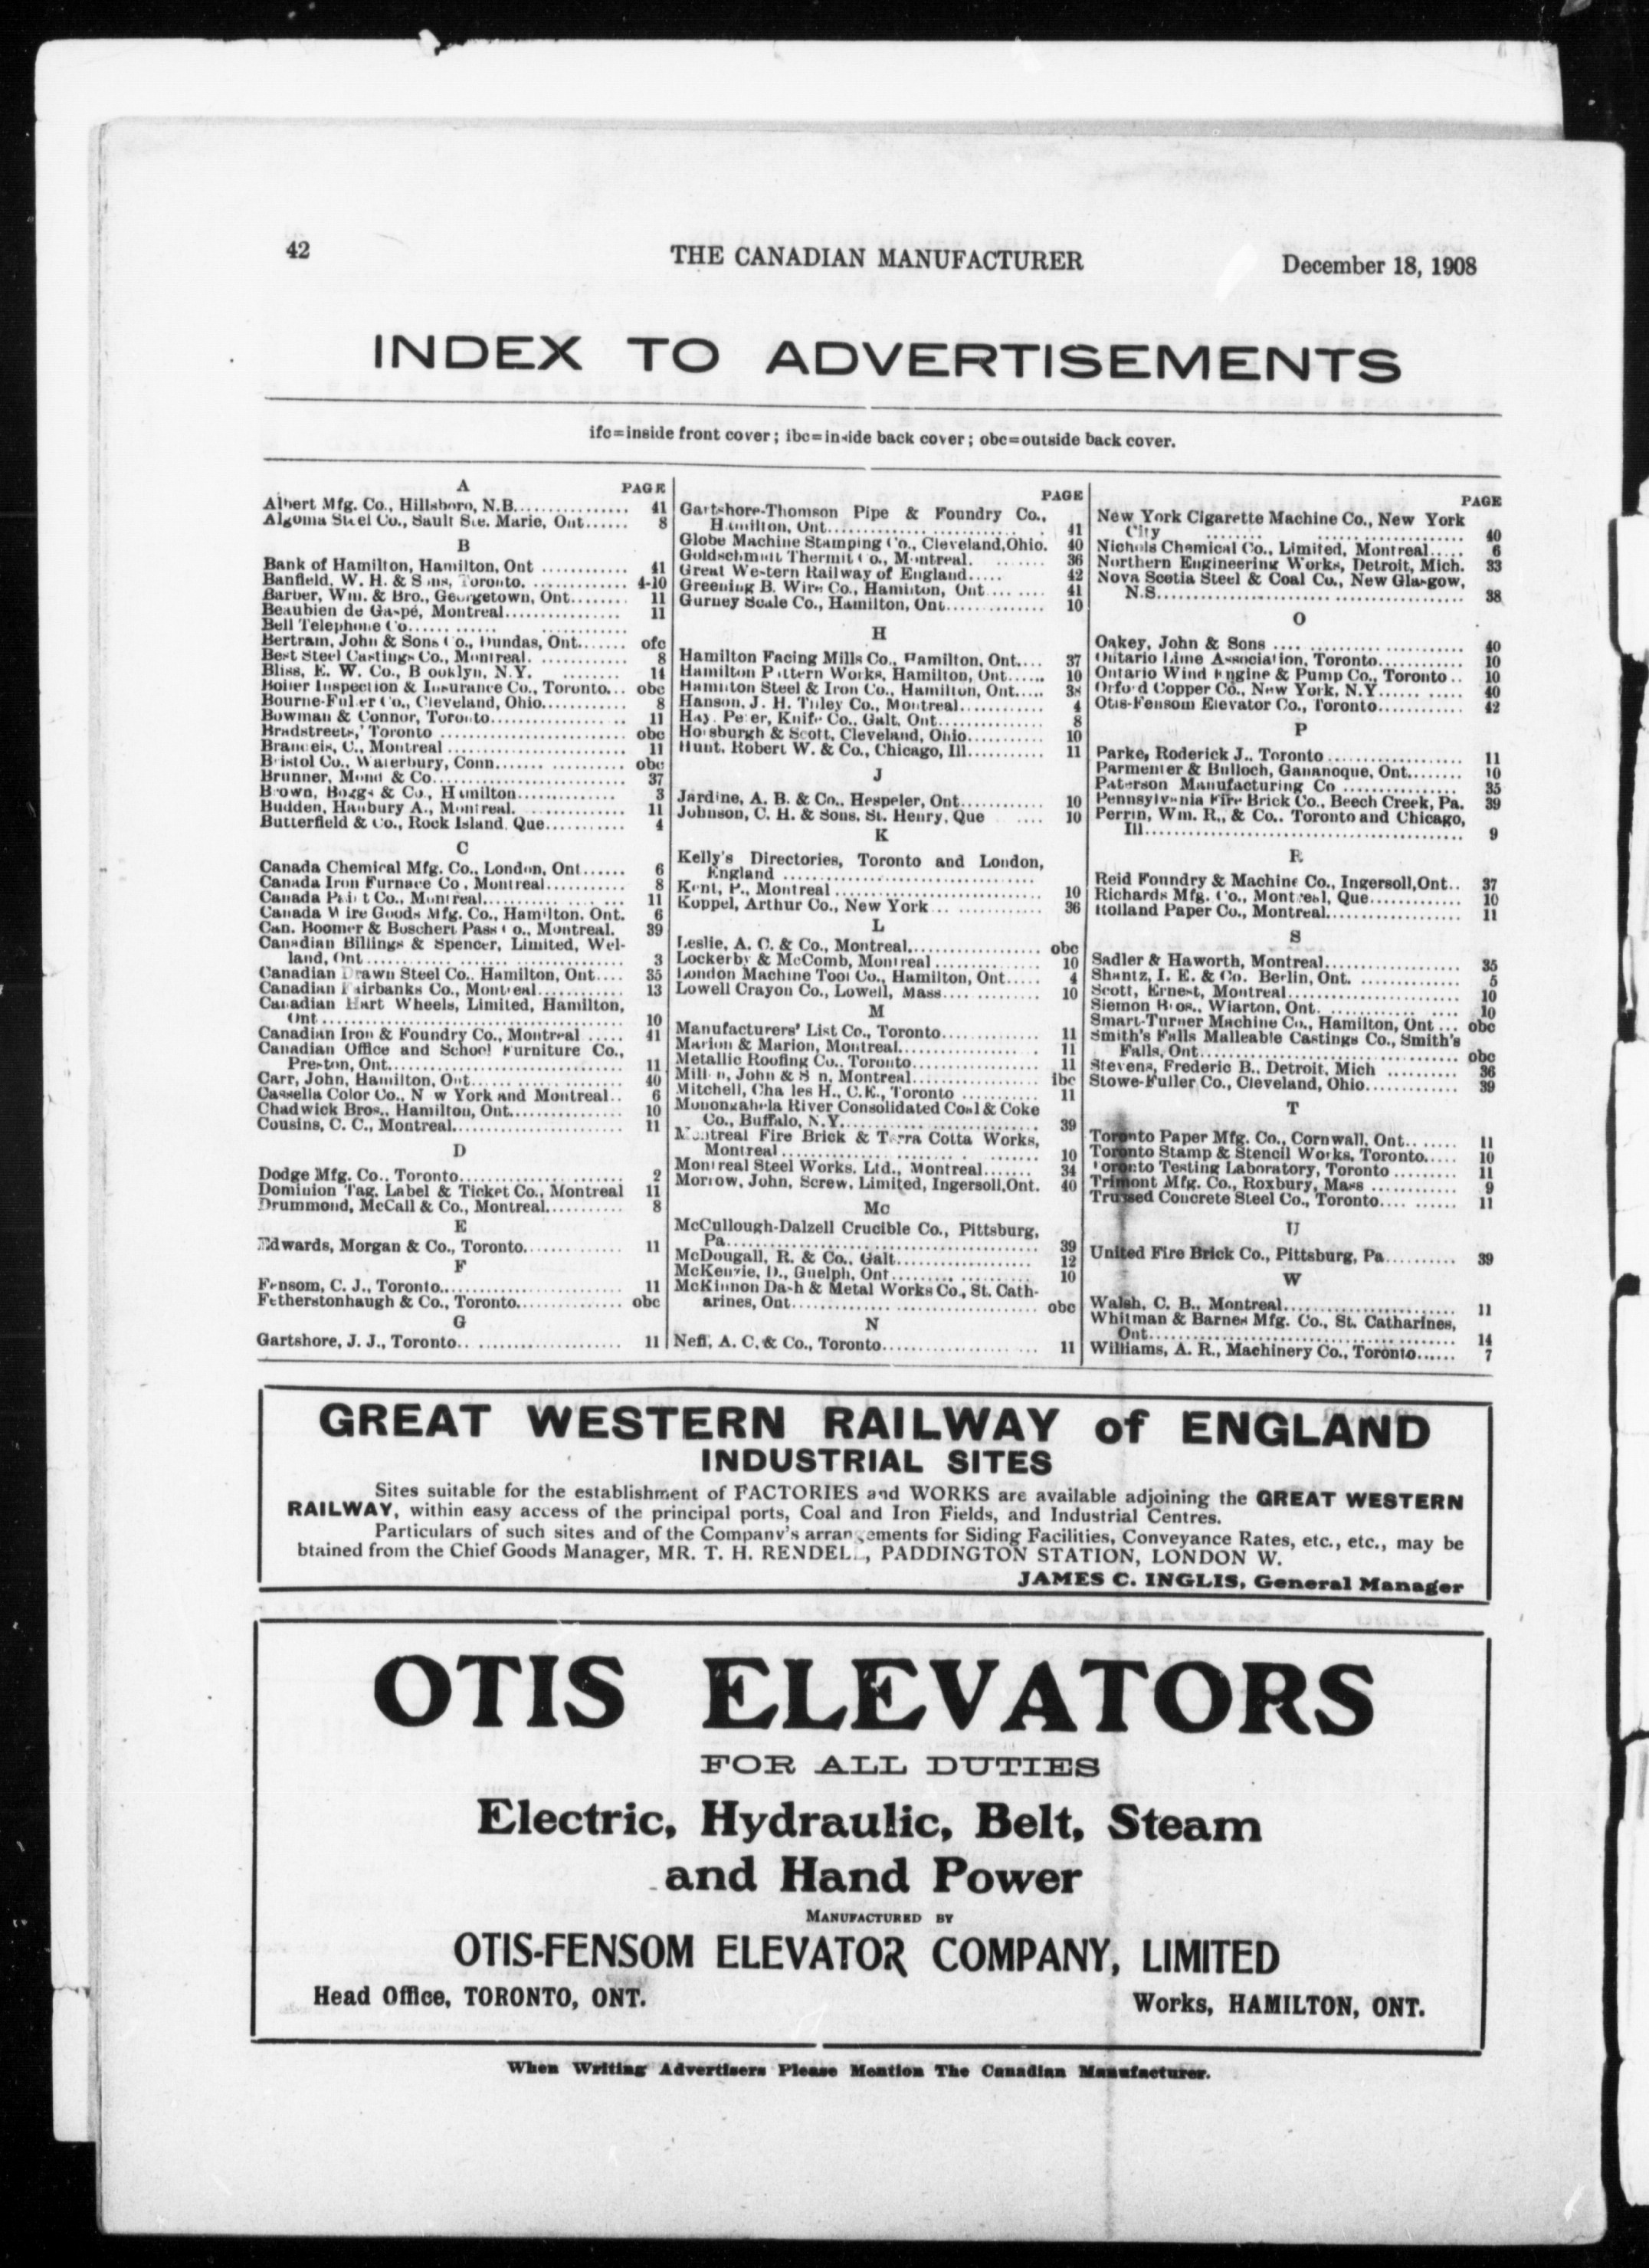 42
THE CANADIAN MANUFACTURER
December 18, 1908
INDEX TO ADVERTISEMENTS
ifc=inside front cover; ibc=inside back cover; obc=outside back cover.
A PAGE
Albert Mfg. Co., Hillsboro, N.B............... 41
Algoma Steel Co., Sault Ste. Marie, Ont...... 8
B
Bank of Hamilton, Hamilton, Ont ............ 41
Banfield, W. H. & Sons, Toronto. ............. 4-10
Barber, Wm. & Bro., Georgetown, Ont........ 11
Beaubien de Gaspé, Montreal................. 11
Bell Telephone Co............ ............ 11
Bertram, John & Sons Co., Dundas, Ont....... ofc
Best Steel Castings Co., Montreal. ............ 8
Bliss, E. W. Co., Brooklyn, N.Y. ........ 14
Boiler Inspection & Insurance Co., Toronto... obc
Bourne-Fuller Co., Cleveland, Ohio.......... 8
Bowman & Connor, Toronto................... 11
Bradstreets, Toronto ......................... obc
Branceis, C., Montreal ........................ 11
Bristol Co., Waterbury, Conn....... .......... obc
Brunner, Mond & Co........................... 37
Brown, Boggs & Co., Hamilton.............. 3
Budden, Hanbury A., Montreal. .............. 11
Butterfield & Co., Rock Island, Que........... 4
C
Canada Chemical Mfg. Co., London, Ont...... 6
Canada Iron Furnace Co, Montreal........... 8
Canada Paint Co., Montreal.................. 11
Canada Wire Goods Mfg. Co., Hamilton. Ont. 6
Can. Boomer & Boschert Pass Co., Montreal. 39
Canadian Billings & Spencer, Limited, Wel-
land, Ont.................................. 3
Canadian Drawn Steel Co.. Hamilton, Ont.... 35
Canadian Fairbanks Co., Montreal............ 13
Canadian Hart Wheels, Limited, Hamilton,
Ont........................................ 10
Canadian Iron & Foundry Co., Montreal ..... 41
Canadian Office and School Furniture Co.,
Preston, Ont............................... 11
Carr, John, Hamilton, Ont..................... 40
Cassella Color Co., New York and Montreal.. 6
Chadwick Bros., Hamilton, Ont............... 10
Cousins, C. C., Montreal....................... 11
D
Dodge Mfg. Co., Toronto...................... 2
Dominion Tag, Label & Ticket Co., Montreal 11
Drummond, McCall & Co., Montreal.......... 8
E
Edwards, Morgan & Co., Toronto............. 11
F
Fensom, C. J., Toronto......................... 11
Fetherstonhaugh & Co., Toronto.............. obc
G
Gartshore, J. J., Toronto.. .................... 11
PAGE
Gartshore-Thomson Pipe & Foundry Co.,
Hamilton, Ont............................. 41
Globe Machine Stamping Co., Cleveland, Ohio. 40
Goldschmidt Thermit Co., Montreal. ....... 36
Great Western Railway of England..... 42
Greening B. Wire Co., Hamilton, Ont........ 41
Gurney Scale Co., Hamilton, Ont............. 10
H
Hamilton Facing Mills Co., Hamilton, Ont.... 37
Hamilton Pattern Works, Hamilton, Ont...... 10
Hamilton Steel & Iron Co., Hamilton, Ont..... 38
Hanson, J. H. Tuley Co., Montreal............ 4
Hay, Peter, Knife Co., Galt, Ont.............. 8
Horsburgh & Scott, Cleveland, Ohio.......... 10
Hunt, Robert W. & Co., Chicago, Ill.......... 11
J
Jardine, A. B. & Co., Hespeler, Ont........... 10
Johnson, C. H. & Sons, St. Henry, Que .... 10
K
Kelly's Directories, Toronto and London,
England ..................................
Kent, P., Montreal ............................ 10
Koppel, Arthur Co., New York... ............ 36
L
Leslie, A. C. & Co., Montreal.................. obc
Lockerby & McComb, Montreal .............. 10
London Machine Tool Co., Hamilton, Ont..... 4
Lowell Crayon Co., Lowell, Mass............. 10
M
Manufacturers' List Co., Toronto............. 11
Marion & Marion, Montreal................... 11
Metallic Roofing Co., Toronto................. 11
Millen, John & Son, Montreal.................. ibc
Mitchell, Charles H., C.E., Toronto ........... 11
Monongahela River Consolidated Coal & Coke
Co., Buffalo, N.Y........................... 39
Montreal Fire Brick & Terra Cotta Works,
Montreal .................................. 10
Montreal Steel Works, Ltd., Montreal....... 34
Morrow, John, Screw, Limited, Ingersoll, Ont. 40
Mc
McCullough-Dalzell Crucible Co., Pittsburg,
Pa......................................... 39
McDougall, R. & Co., Galt..................... 12
McKenzie, D., Guelph, Ont.................... 10
McKinnon Dash & Metal Works Co., St. Cath-
arines, Ont................................ obc
N
Neff, A. C. & Co., Toronto..................... 11
PAGE
New York Cigarette Machine Co., New York
City ........ ................. 40
Nichols Chemical Co., Limited, Montreal..... 6
Northern Engineering Works, Detroit, Mich. 33
Nova Scotia Steel & Coal Co., New Glasgow,
N.S........................................ 38
O
Oakey, John & Sons .... ...................... 40
Ontario Lime Association, Toronto............ 10
Ontario Wind Engine & Pump Co., Toronto .. 10
Orford Copper Co., New York, N.Y............ 40
Otis-Fensom Elevator Co., Toronto............ 42
P
Parke, Roderick J., Toronto................... 11
Parmenter & Bulloch, Gananoque, Ont........ 10
Paterson Manufacturing Co ................ 35
Pennsylvania Fire Brick Co., Beech Creek, Pa. 39
Perrin, Wm. R., & Co., Toronto and Chicago,
Ill.......................................... 9
R
Reid Foundry & Machine Co., Ingersoll, Ont.. 37
Richards Mfg. Co., Montreal, Que............. 10
Rolland Paper Co., Montreal.................. 11
S
Sadler & Haworth, Montreal.................. 35
Shantz, I. E. & Co. Berlin, Ont. .............. 5
Scott, Ernest, Montreal....................... 10
Siemon Bros., Wiarton, Ont. ................. 10
Smart-Turner Machine Co., Hamilton, Ont ... obc
Smith's Falls Malleable Castings Co., Smith's
Falls, Ont................................... obc
Stevens, Frederic B., Detroit, Mich .......... 36
Stowe-Fuller Co., Cleveland, Ohio............ 39
T
Toronto Paper Mfg. Co., Cornwall, Ont....... 11
Toronto Stamp & Stencil Works, Toronto..... 10
Toronto Testing Laboratory, Toronto ......... 11
Trimont Mfg. Co., Roxbury, Mass ............ 9
Trussed Concrete Steel Co., Toronto.......... 11
U
United Fire Brick Co., Pittsburg, Pa.......... 39
W
Walsh, C. B., Montreal........................ 11
Whitman & Barnes Mfg. Co., St. Catharines,
Ont......................................... 14
Williams, A. R., Machinery Co., Toronto...... 7
GREAT WESTERN RAILWAY of ENGLAND
INDUSTRIAL SITES
Sites suitable for the establishment of FACTORIES and WORKS are available adjoining the GREAT WESTERN
RAILWAY, within easy access of the principal ports, Coal and Iron Fields, and Industrial Centres.
Particulars of such sites and of the Company's arrangements for Siding Facilities, Conveyance Rates, etc., etc., may be
btained from the Chief Goods Manager, MR. T. H. RENDELL, PADDINGTON STATION, LONDON W.
JAMES C. INGLIS, General Manager
OTIS ELEVATORS
FOR ALL DUTIES
Electric, Hydraulic, Belt, Steam
and Hand Power
MANUFACTURED BY
OTIS-FENSOM ELEVATOR COMPANY, LIMITED
Head Office, TORONTO, ONT.
Works, HAMILTON, ONT.
When Writing Advertisers Please Mention The Canadian Manufacturer.